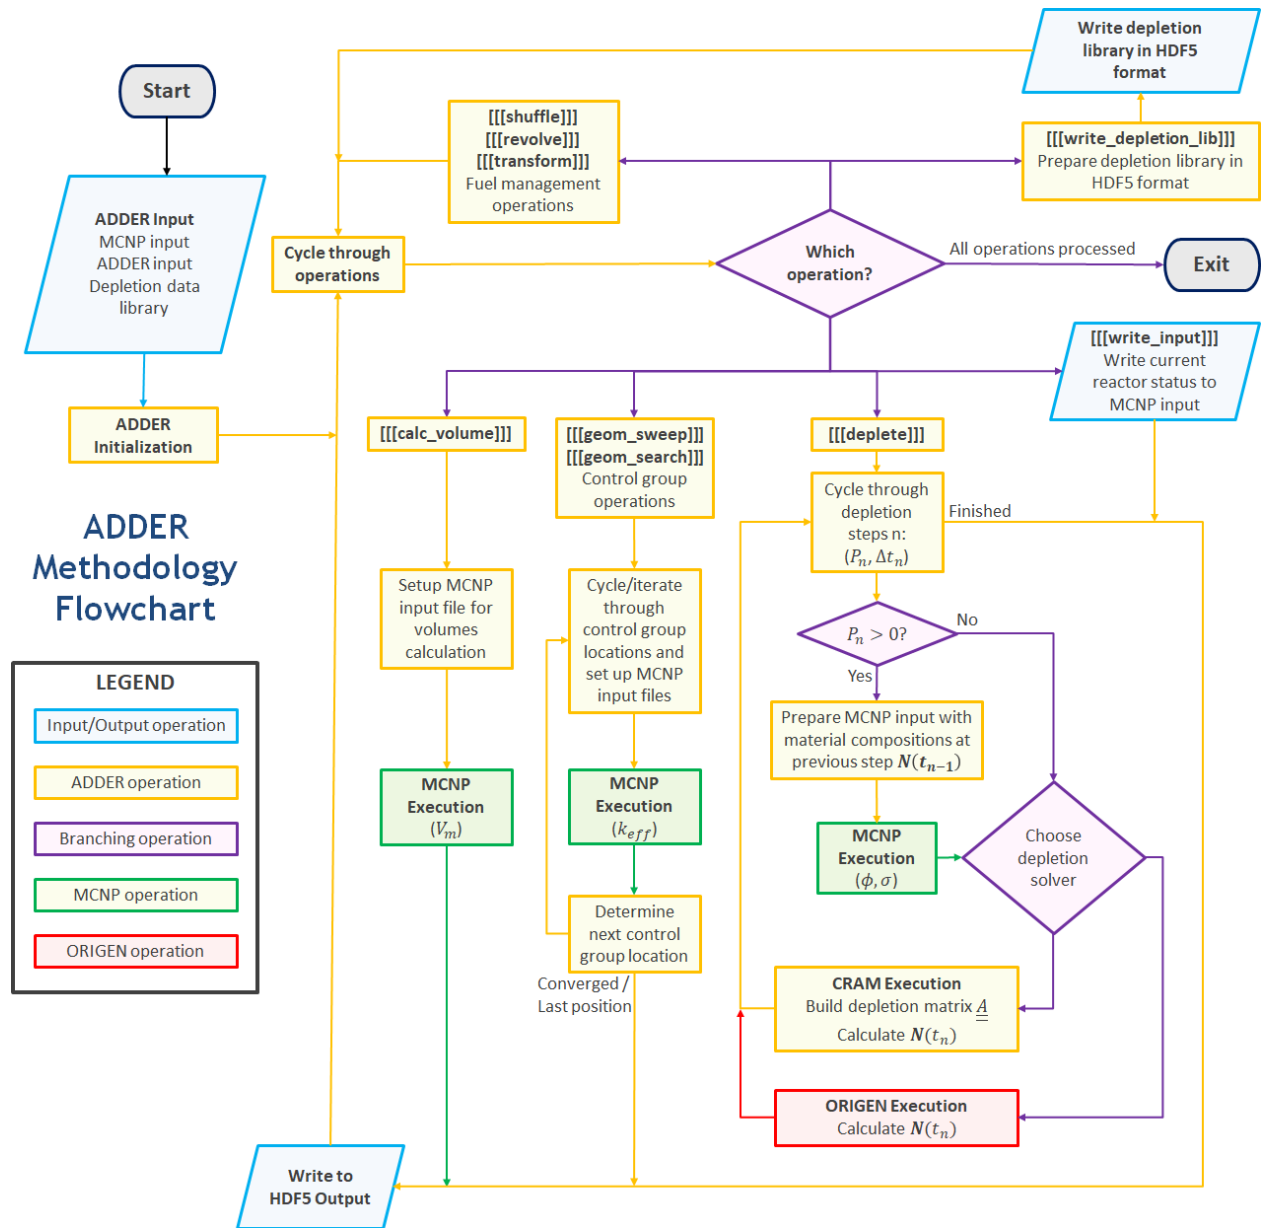 Write depletion
library in HDF5
format
Start
[[[shuffle]]]
[[[revolve]]]
[[[transform]]]
Fuel management
operations
[[[write_depletion_lib]]]
Prepare depletion library in
HDF5 format
ADDER Input
MCNP input
ADDER input
Depletion data
library
Cycle through
operations
Which
operation?
All operations processed
Exit
[[[write_input]]]
Write current
reactor status to
MCNP input
ADDER
Initialization
[[[calc_volume]]]
[[[geom_sweep]]]
[[[geom_search]]]
Control group
operations
[[[deplete]]]
Cycle through
depletion
steps n:
(Pₙ, Δtₙ)
Finished
ADDER
Methodology
Flowchart
Setup MCNP
input file for
volumes
calculation
Cycle/iterate
through
control group
locations and
set up MCNP
input files
Pₙ > 0?
No
Yes
Prepare MCNP input with
material compositions at
previous step N(tₙ₋₁)
LEGEND
Input/Output operation
ADDER operation
Branching operation
MCNP operation
ORIGEN operation
MCNP
Execution
(Vₘ)
MCNP
Execution
(k_eff)
MCNP
Execution
(ϕ, σ)
Choose
depletion
solver
Determine
next control
group location
Converged /
Last position
CRAM Execution
Build depletion matrix A
Calculate N(tₙ)
ORIGEN Execution
Calculate N(tₙ)
Write to
HDF5 Output